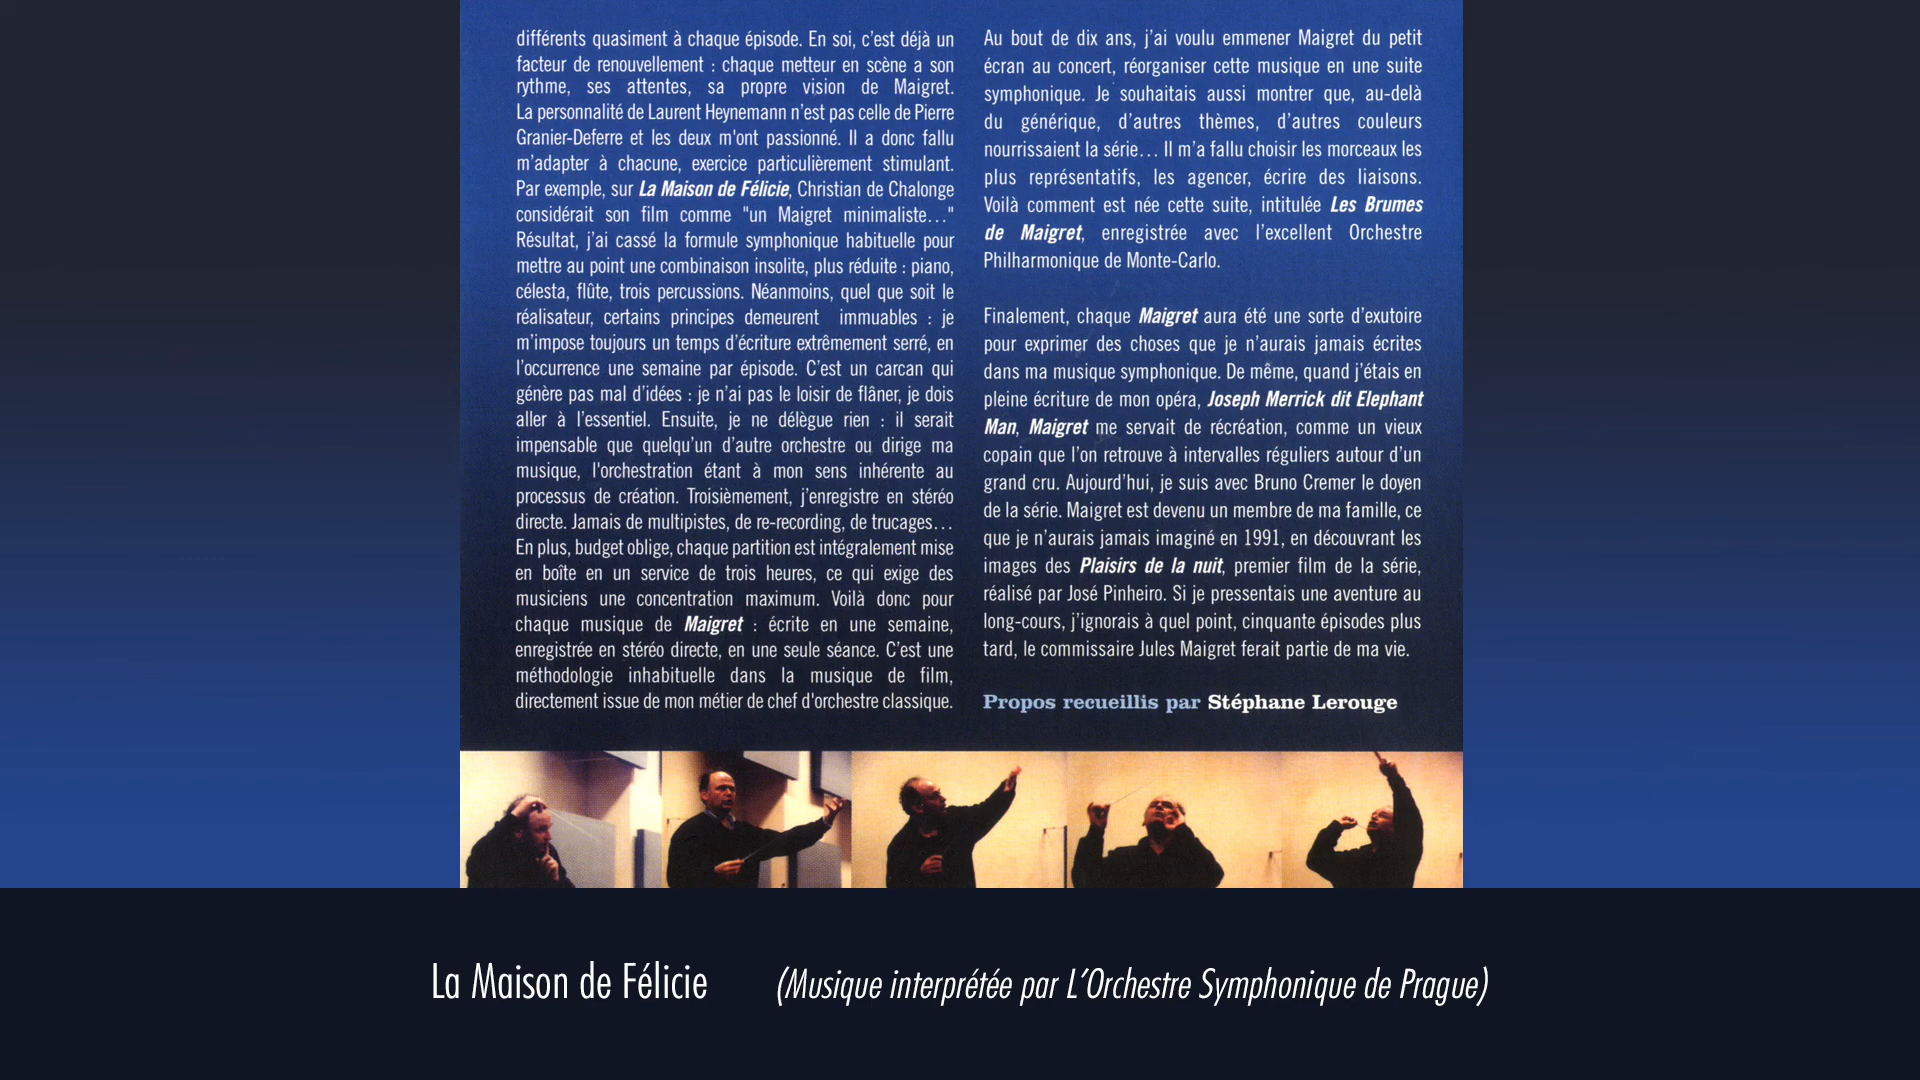 différents quasiment à chaque épisode. En soi, c’est déjà un
facteur de renouvellement : chaque metteur en scène a son
rythme, ses attentes, sa propre vision de Maigret.
La personnalité de Laurent Heynemann n’est pas celle de Pierre
Granier-Deferre et les deux m'ont passionné. Il a donc fallu
m’adapter à chacune, exercice particulièrement stimulant.
Par exemple, sur La Maison de Félicie, Christian de Chalonge
considérait son film comme "un Maigret minimaliste…"
Résultat, j’ai cassé la formule symphonique habituelle pour
mettre au point une combinaison insolite, plus réduite : piano,
célesta, flûte, trois percussions. Néanmoins, quel que soit le
réalisateur, certains principes demeurent immuables : je
m’impose toujours un temps d’écriture extrêmement serré, en
l’occurrence une semaine par épisode. C’est un carcan qui
génère pas mal d’idées : je n’ai pas le loisir de flâner, je dois
aller à l’essentiel. Ensuite, je ne délègue rien : il serait
impensable que quelqu’un d’autre orchestre ou dirige ma
musique, l'orchestration étant à mon sens inhérente au
processus de création. Troisièmement, j’enregistre en stéréo
directe. Jamais de multipistes, de re-recording, de trucages…
En plus, budget oblige, chaque partition est intégralement mise
en boîte en un service de trois heures, ce qui exige des
musiciens une concentration maximum. Voilà donc pour
chaque musique de Maigret : écrite en une semaine,
enregistrée en stéréo directe, en une seule séance. C’est une
méthodologie inhabituelle dans la musique de film,
directement issue de mon métier de chef d'orchestre classique.
Au bout de dix ans, j’ai voulu emmener Maigret du petit
écran au concert, réorganiser cette musique en une suite
symphonique. Je souhaitais aussi montrer que, au-delà
du générique, d’autres thèmes, d’autres couleurs
nourrissaient la série… Il m’a fallu choisir les morceaux les
plus représentatifs, les agencer, écrire des liaisons.
Voilà comment est née cette suite, intitulée Les Brumes
de Maigret, enregistrée avec l’excellent Orchestre
Philharmonique de Monte-Carlo.
Finalement, chaque Maigret aura été une sorte d’exutoire
pour exprimer des choses que je n’aurais jamais écrites
dans ma musique symphonique. De même, quand j’étais en
pleine écriture de mon opéra, Joseph Merrick dit Elephant
Man, Maigret me servait de récréation, comme un vieux
copain que l’on retrouve à intervalles réguliers autour d’un
grand cru. Aujourd’hui, je suis avec Bruno Cremer le doyen
de la série. Maigret est devenu un membre de ma famille, ce
que je n’aurais jamais imaginé en 1991, en découvrant les
images des Plaisirs de la nuit, premier film de la série,
réalisé par José Pinheiro. Si je pressentais une aventure au
long-cours, j’ignorais à quel point, cinquante épisodes plus
tard, le commissaire Jules Maigret ferait partie de ma vie.
Propos recueillis par Stéphane Lerouge
La Maison de Félicie (Musique interprétée par L’Orchestre Symphonique de Prague)